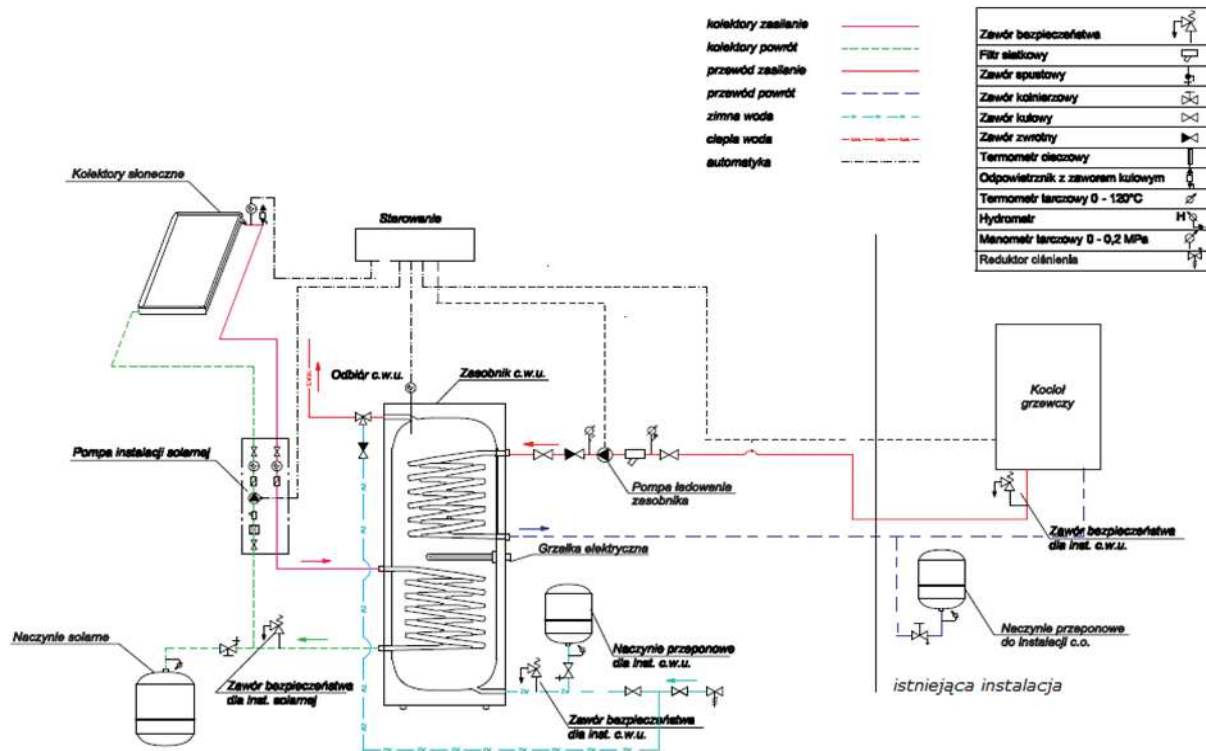 kolektory zasilanie
kolektory powrót
przewód zasilanie
przewód powrót
zimna woda
ciepła woda
automatyka
Zawór bezpieczeństwa
Filtr siatkowy
Zawór spustowy
Zawór kołnierzowy
Zawór kulowy
Zawór zwrotny
Termometr cieczowy
Odpowietrznik z zaworem kulowym
Termometr tarczowy 0 - 120°C
Hydrometr
H
Manometr tarczowy 0 - 0,2 MPa
Reduktor ciśnienia
Kolektory słoneczne
Sterowanie
Odbiór c.w.u.
Zasobnik c.w.u.
Kocioł
grzewczy
Pompa instalacji solarnej
Pompa ładowania
zasobnika
Zawór bezpieczeństwa
dla inst. c.w.u.
Grzałka elektryczna
Naczynie solarne
Zawór bezpieczeństwa
dla inst. solarnej
Naczynie przeponowe
dla inst. c.w.u.
Zawór bezpieczeństwa
dla inst. c.w.u.
Naczynie przeponowe
do instalacji c.o.
istniejąca instalacja